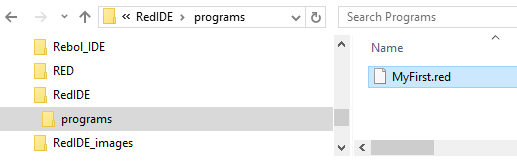 « RedIDE › programs
Search Programs
Rebol_IDE
RED
RedIDE
programs
RedIDE_images
Name
MyFirst.red